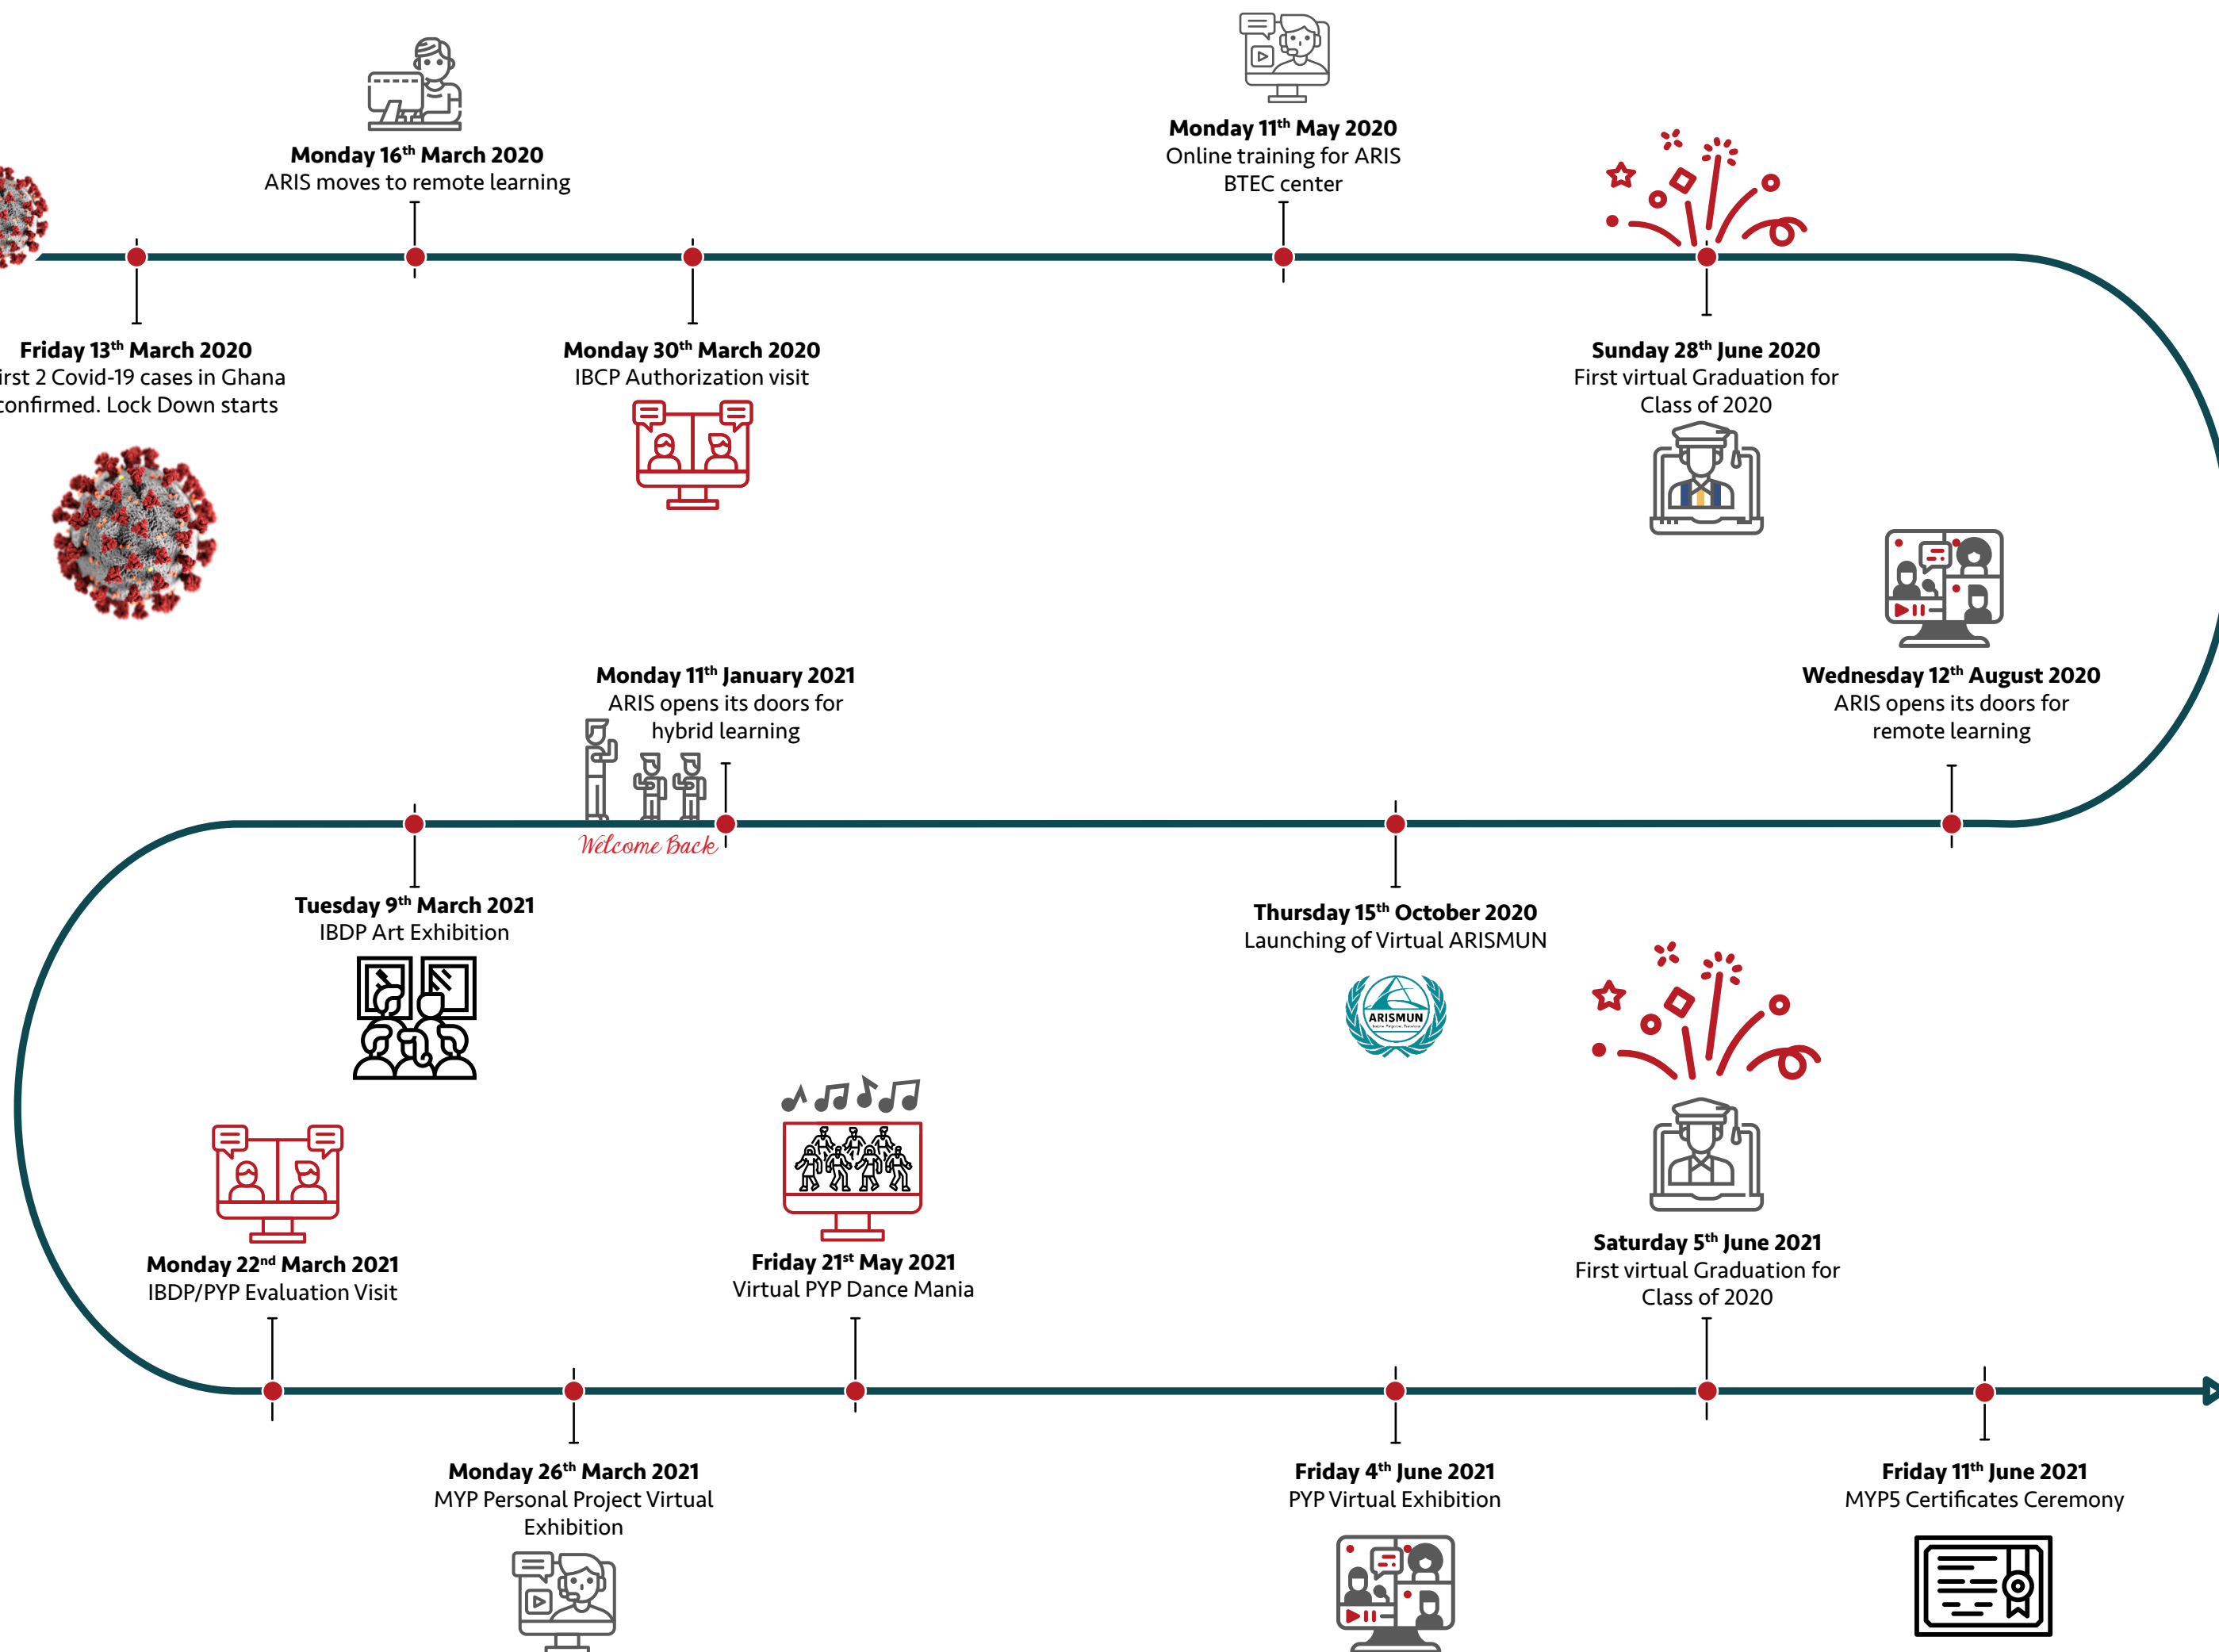 Monday 16th March 2020
ARIS moves to remote learning
Monday 11th May 2020
Online training for ARIS
BTEC center
Friday 13th March 2020
irst 2 Covid-19 cases in Ghana
confirmed. Lock Down starts
Monday 30th March 2020
IBCP Authorization visit
Sunday 28th June 2020
First virtual Graduation for
Class of 2020
Wednesday 12th August 2020
ARIS opens its doors for
remote learning
Thursday 15th October 2020
Launching of Virtual ARISMUN
ARISMUN
Monday 11th January 2021
ARIS opens its doors for
hybrid learning
Welcome Back
Tuesday 9th March 2021
IBDP Art Exhibition
Monday 22nd March 2021
IBDP/PYP Evaluation Visit
Monday 26th March 2021
MYP Personal Project Virtual
Exhibition
Friday 21st May 2021
Virtual PYP Dance Mania
Friday 4th June 2021
PYP Virtual Exhibition
Saturday 5th June 2021
First virtual Graduation for
Class of 2020
Friday 11th June 2021
MYP5 Certificates Ceremony